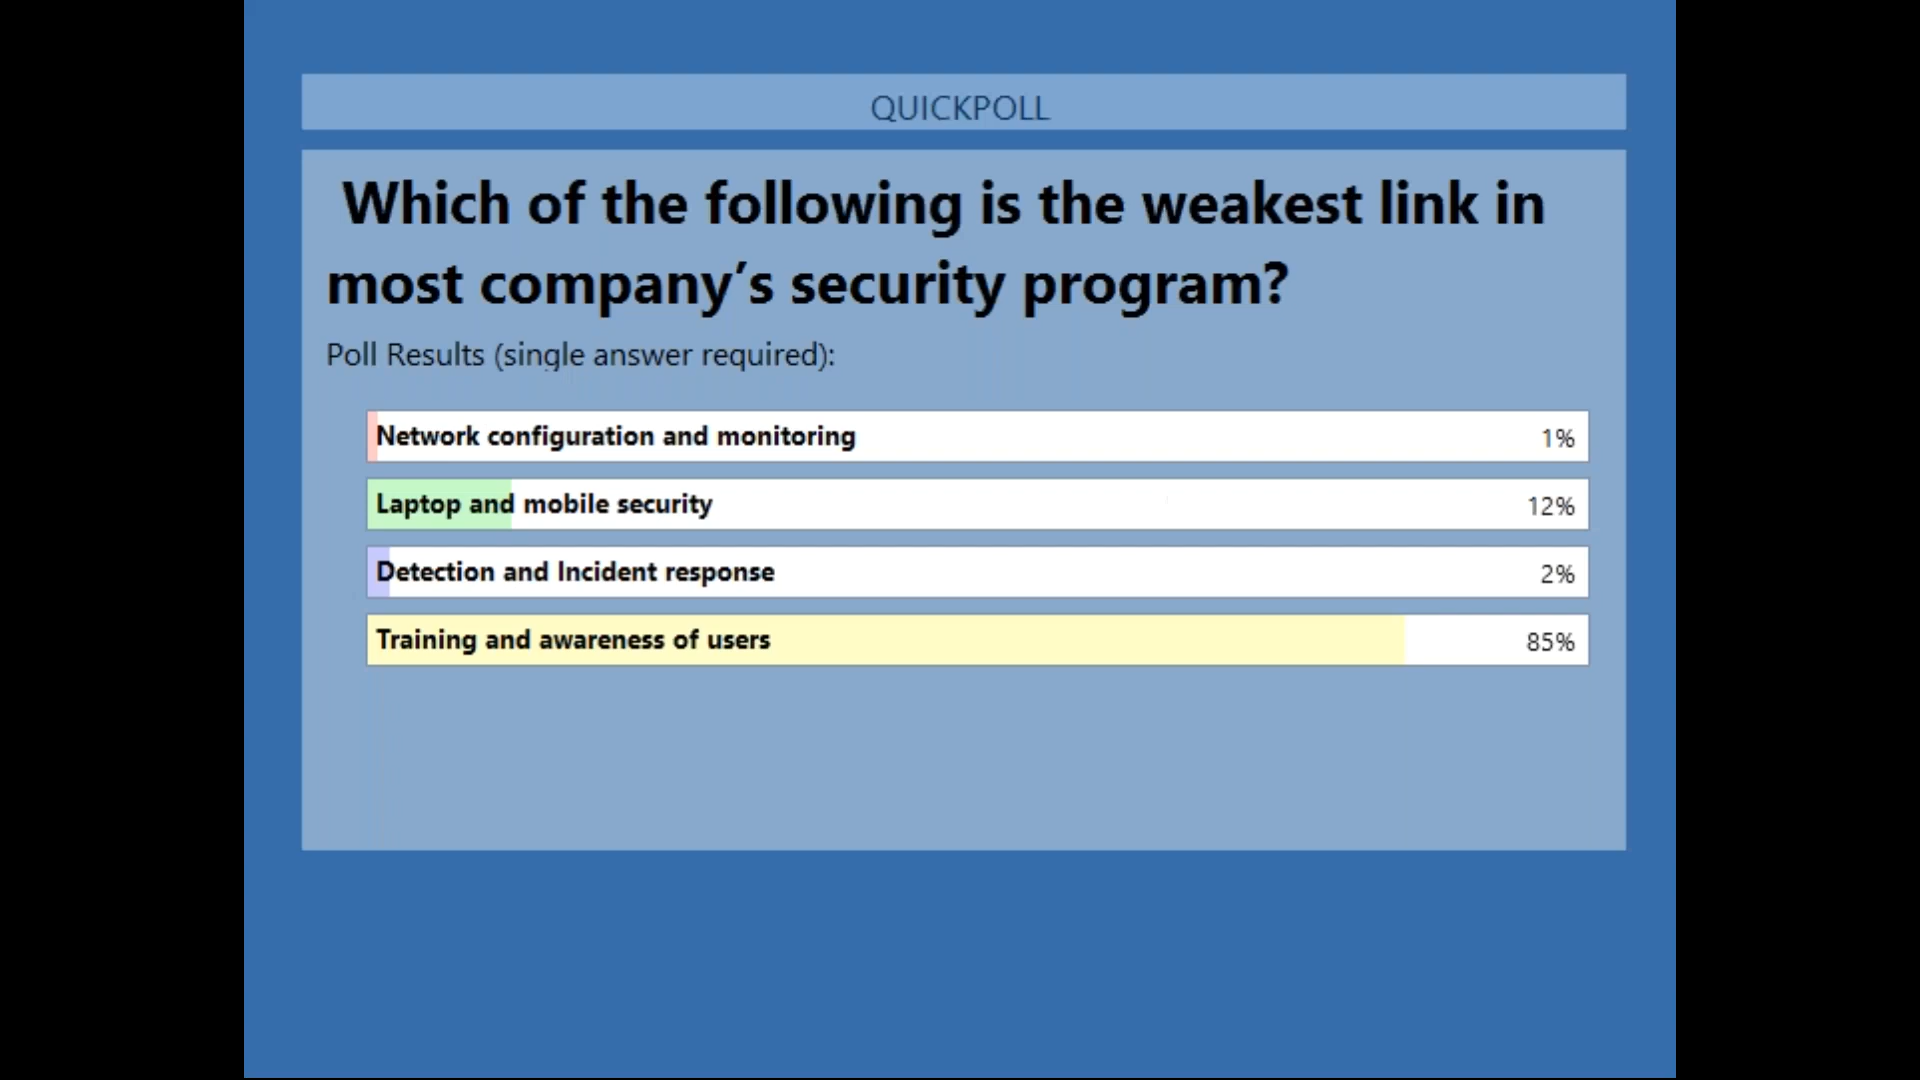 QUICKPOLL
Which of the following is the weakest link in
most company’s security program?
Poll Results (single answer required):
Network configuration and monitoring 1%
Laptop and mobile security 12%
Detection and Incident response 2%
Training and awareness of users 85%